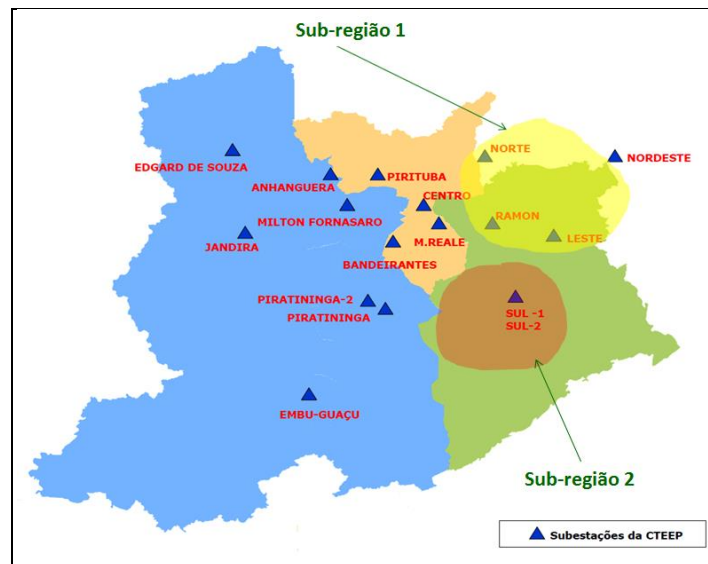 Sub-região 1
NORTE
NORDESTE
EDGARD DE SOUZA
ANHANGUERA
PIRITUBA
CENTRO
MILTON FORNASARO
RAMON
LESTE
JANDIRA
M.REALE
BANDEIRANTES
PIRATININGA-2
PIRATININGA
SUL -1
SUL-2
EMBU-GUAÇU
Sub-região 2
Subestações da CTEEP